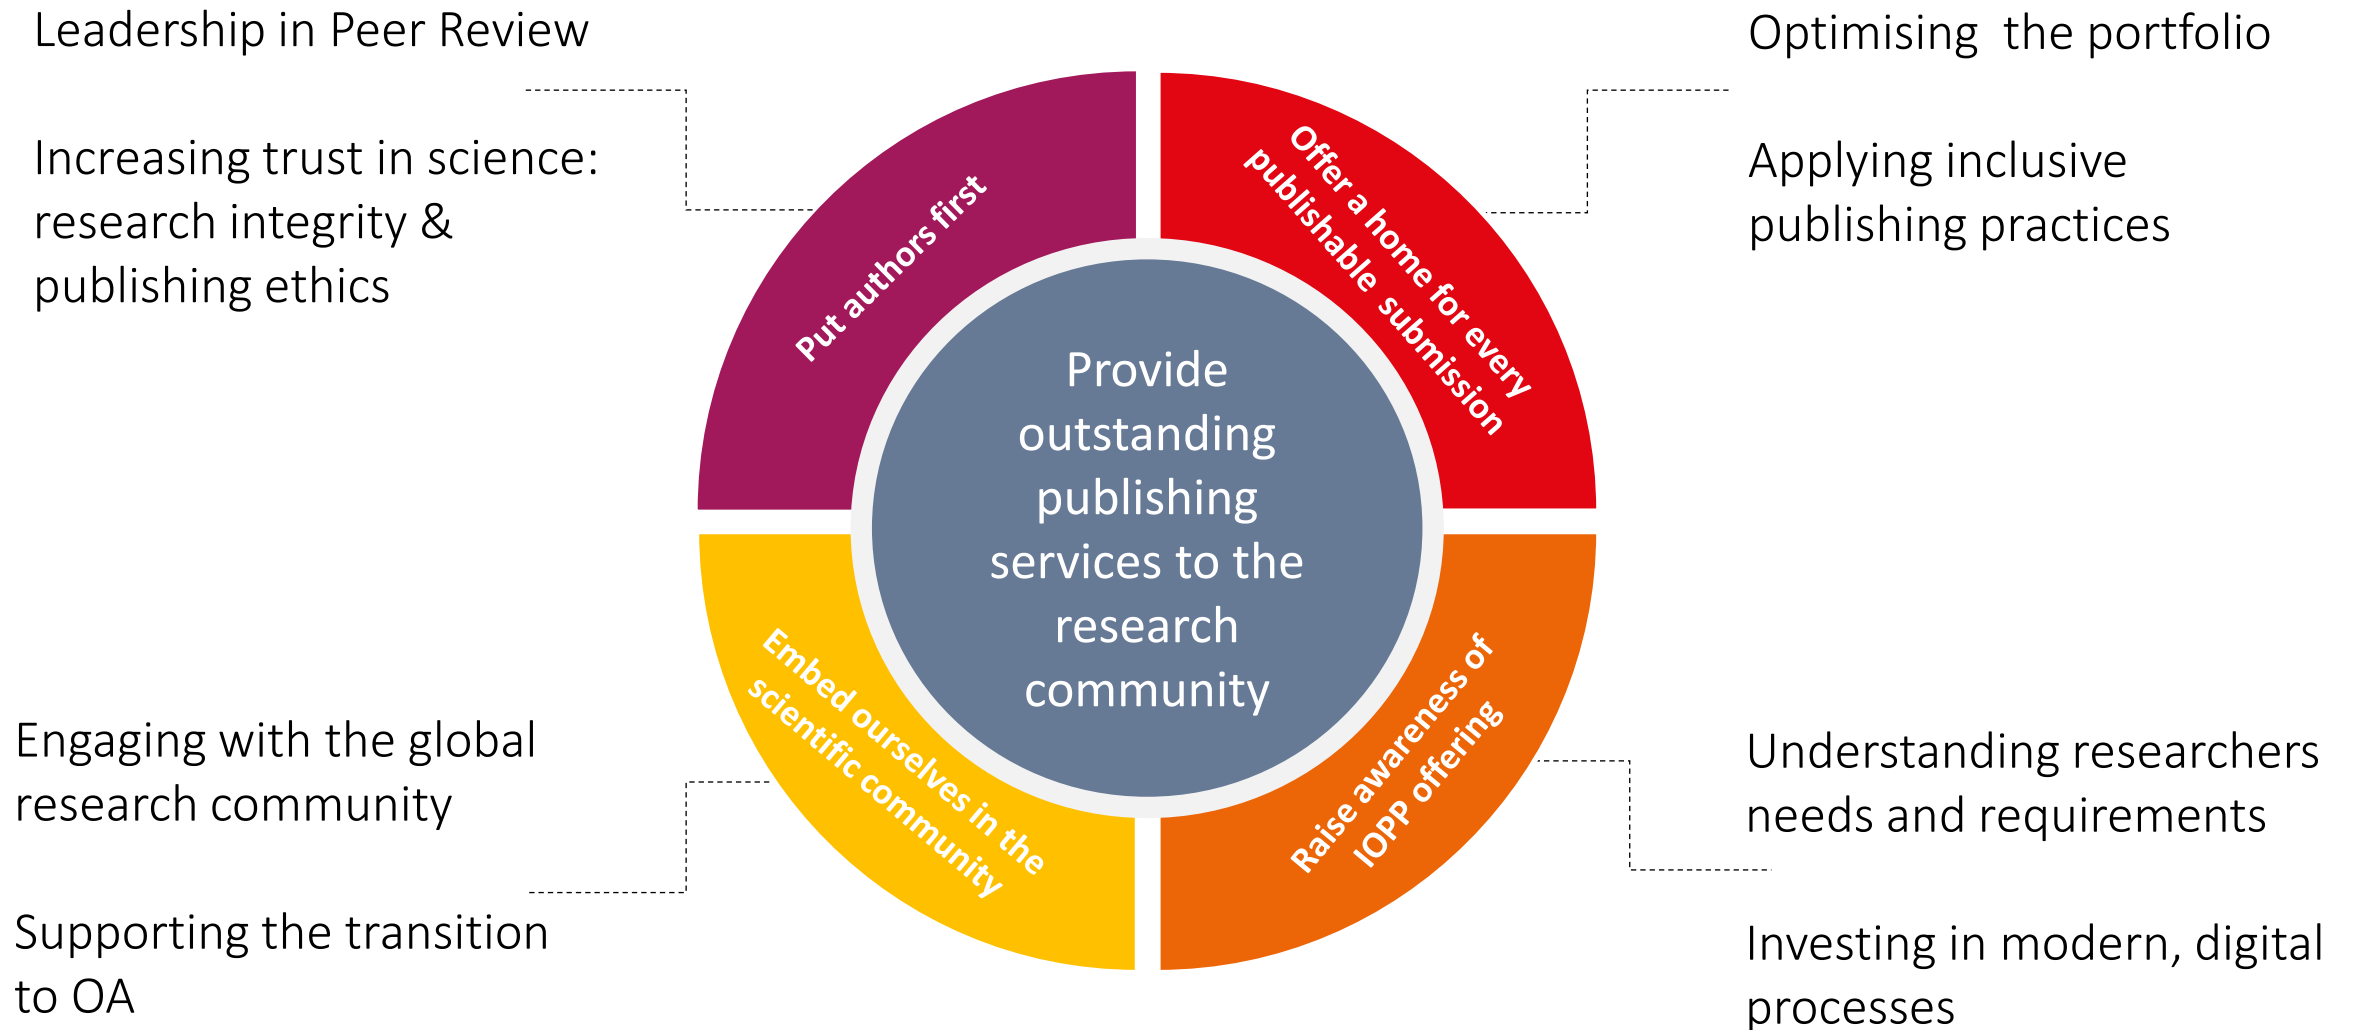 Leadership in Peer Review
Increasing trust in science:
research integrity &
publishing ethics
Optimising  the portfolio
Applying inclusive
publishing practices
Put authors first
Offer a home for every
publishable  submission
Provide
outstanding
publishing
services to the
research
community
Embed ourselves in the
scientific community
Raise awareness of
IOPP offering
Engaging with the global
research community
Supporting the transition
to OA
Understanding researchers
needs and requirements
Investing in modern, digital
processes